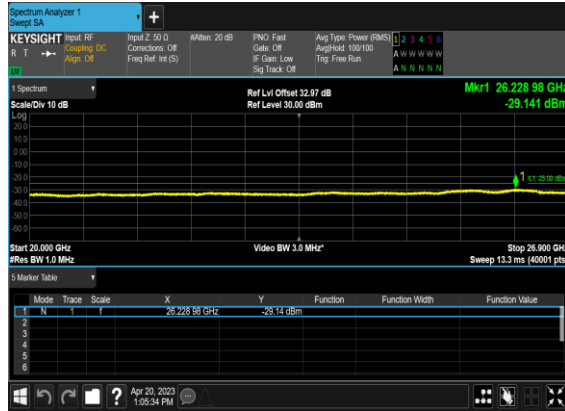 Spectrum Analyzer 1
Swept SA
+
KEYSIGHT
R T
Input: RF
Coupling: DC
Align: Off
Input Z: 50 Ω
Corrections: Off
Freq Ref: Int (S)
#Atten: 20 dB
PNO: Fast
Gate: Off
IF Gain: Low
Sig Track: Off
Avg Type: Power (RMS)
Avg|Hold: 100/100
Trig: Free Run
1 2 3 4 5 6
A W W W W W
A N N N N N
1 Spectrum
Scale/Div 10 dB
Log
Ref Lvl Offset 32.97 dB
Ref Level 30.00 dBm
Mkr1 26.228 98 GHz
-29.141 dBm
20.0
10.0
0.00
-10.0
-20.0
-30.0
-40.0
-50.0
-60.0
1
DL1 -25.00 dBm
Start 20.000 GHz
#Res BW 1.0 MHz
Video BW 3.0 MHz*
Stop 26.900 GHz
Sweep 13.3 ms (40001 pts)
5 Marker Table
Mode Trace Scale X Y Function Function Width Function Value
1 N 1 f 26.228 98 GHz -29.14 dBm
2
3
4
5
6
?
Apr 20, 2023
1:05:34 PM